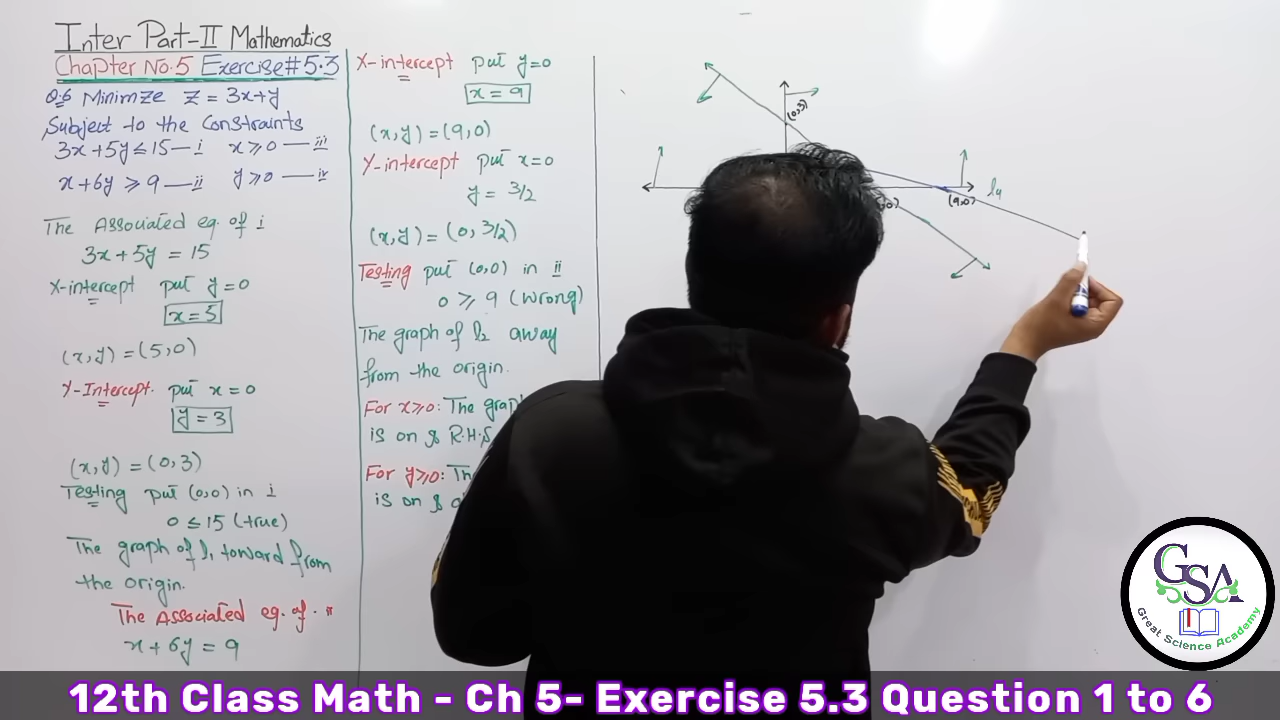 Inter Part-II Mathematics
Chapter No.5 Exercise#5.3
Q.6 Minimze Z = 3x+y
Subject to the Constraints
3x+5y ≤ 15 — i x ≥ 0 — iii
x+6y ≥ 9 — ii y ≥ 0 — iv
The Associated eq. of i
3x+5y = 15
X-intercept put y=0
x=5
(x,y) = (5,0)
Y-Intercept. put x=0
y=3
(x,y) = (0,3)
Testing put (0,0) in i
0 ≤ 15 (true)
The graph of l₁ toward from
the origin.
The Associated eq. of ii
x+6y = 9
X-intercept put y=0
x=9
(x,y) = (9,0)
Y-intercept put x=0
y = 3/2
(x,y) = (0, 3/2)
Testing put (0,0) in ii
0 ≥ 9 (wrong)
The graph of l₂ away
from the origin.
For x≥0: The graph
is on R.H.S
For y≥0:
is on
(0,3)
(9,0)
l₄
GSA
Great Science Academy
12th Class Math - Ch 5- Exercise 5.3 Question 1 to 6